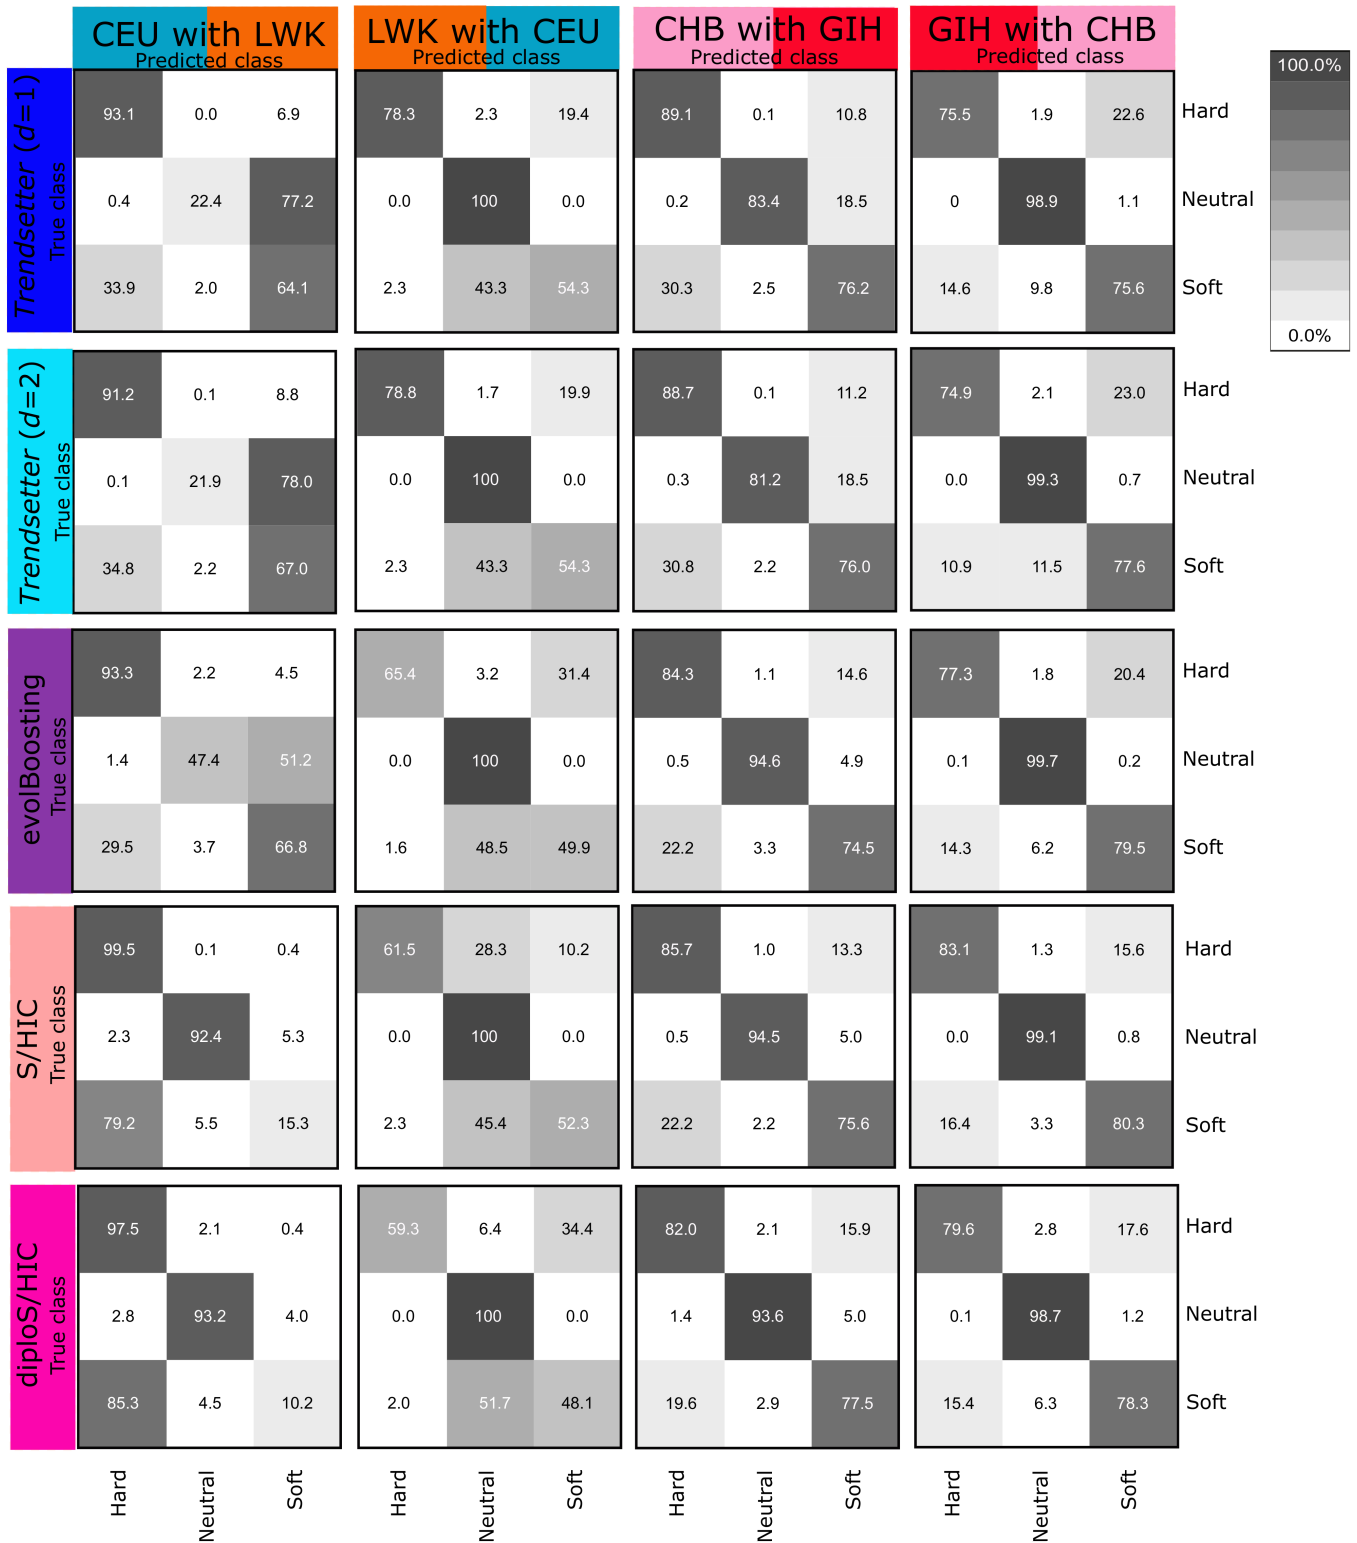 CEU with LWK LWK with CEU CHB with GIH GIH with CHB
Predicted class Predicted class Predicted class Predicted class
100.0%
0.0%
Trendsetter (d=1)
True class
93.1 0.0 6.9 78.3 2.3 19.4 89.1 0.1 10.8 75.5 1.9 22.6 Hard
0.4 22.4 77.2 0.0 100 0.0 0.2 83.4 18.5 0 98.9 1.1 Neutral
33.9 2.0 64.1 2.3 43.3 54.3 30.3 2.5 76.2 14.6 9.8 75.6 Soft
Trendsetter (d=2)
True class
91.2 0.1 8.8 78.8 1.7 19.9 88.7 0.1 11.2 74.9 2.1 23.0 Hard
0.1 21.9 78.0 0.0 100 0.0 0.3 81.2 18.5 0.0 99.3 0.7 Neutral
34.8 2.2 67.0 2.3 43.3 54.3 30.8 2.2 76.0 10.9 11.5 77.6 Soft
evolBoosting
True class
93.3 2.2 4.5 65.4 3.2 31.4 84.3 1.1 14.6 77.3 1.8 20.4 Hard
1.4 47.4 51.2 0.0 100 0.0 0.5 94.6 4.9 0.1 99.7 0.2 Neutral
29.5 3.7 66.8 1.6 48.5 49.9 22.2 3.3 74.5 14.3 6.2 79.5 Soft
S/HIC
True class
99.5 0.1 0.4 61.5 28.3 10.2 85.7 1.0 13.3 83.1 1.3 15.6 Hard
2.3 92.4 5.3 0.0 100 0.0 0.5 94.5 5.0 0.0 99.1 0.8 Neutral
79.2 5.5 15.3 2.3 45.4 52.3 22.2 2.2 75.6 16.4 3.3 80.3 Soft
diploS/HIC
True class
97.5 2.1 0.4 59.3 6.4 34.4 82.0 2.1 15.9 79.6 2.8 17.6 Hard
2.8 93.2 4.0 0.0 100 0.0 1.4 93.6 5.0 0.1 98.7 1.2 Neutral
85.3 4.5 10.2 2.0 51.7 48.1 19.6 2.9 77.5 15.4 6.3 78.3 Soft
Hard Neutral Soft Hard Neutral Soft Hard Neutral Soft Hard Neutral Soft